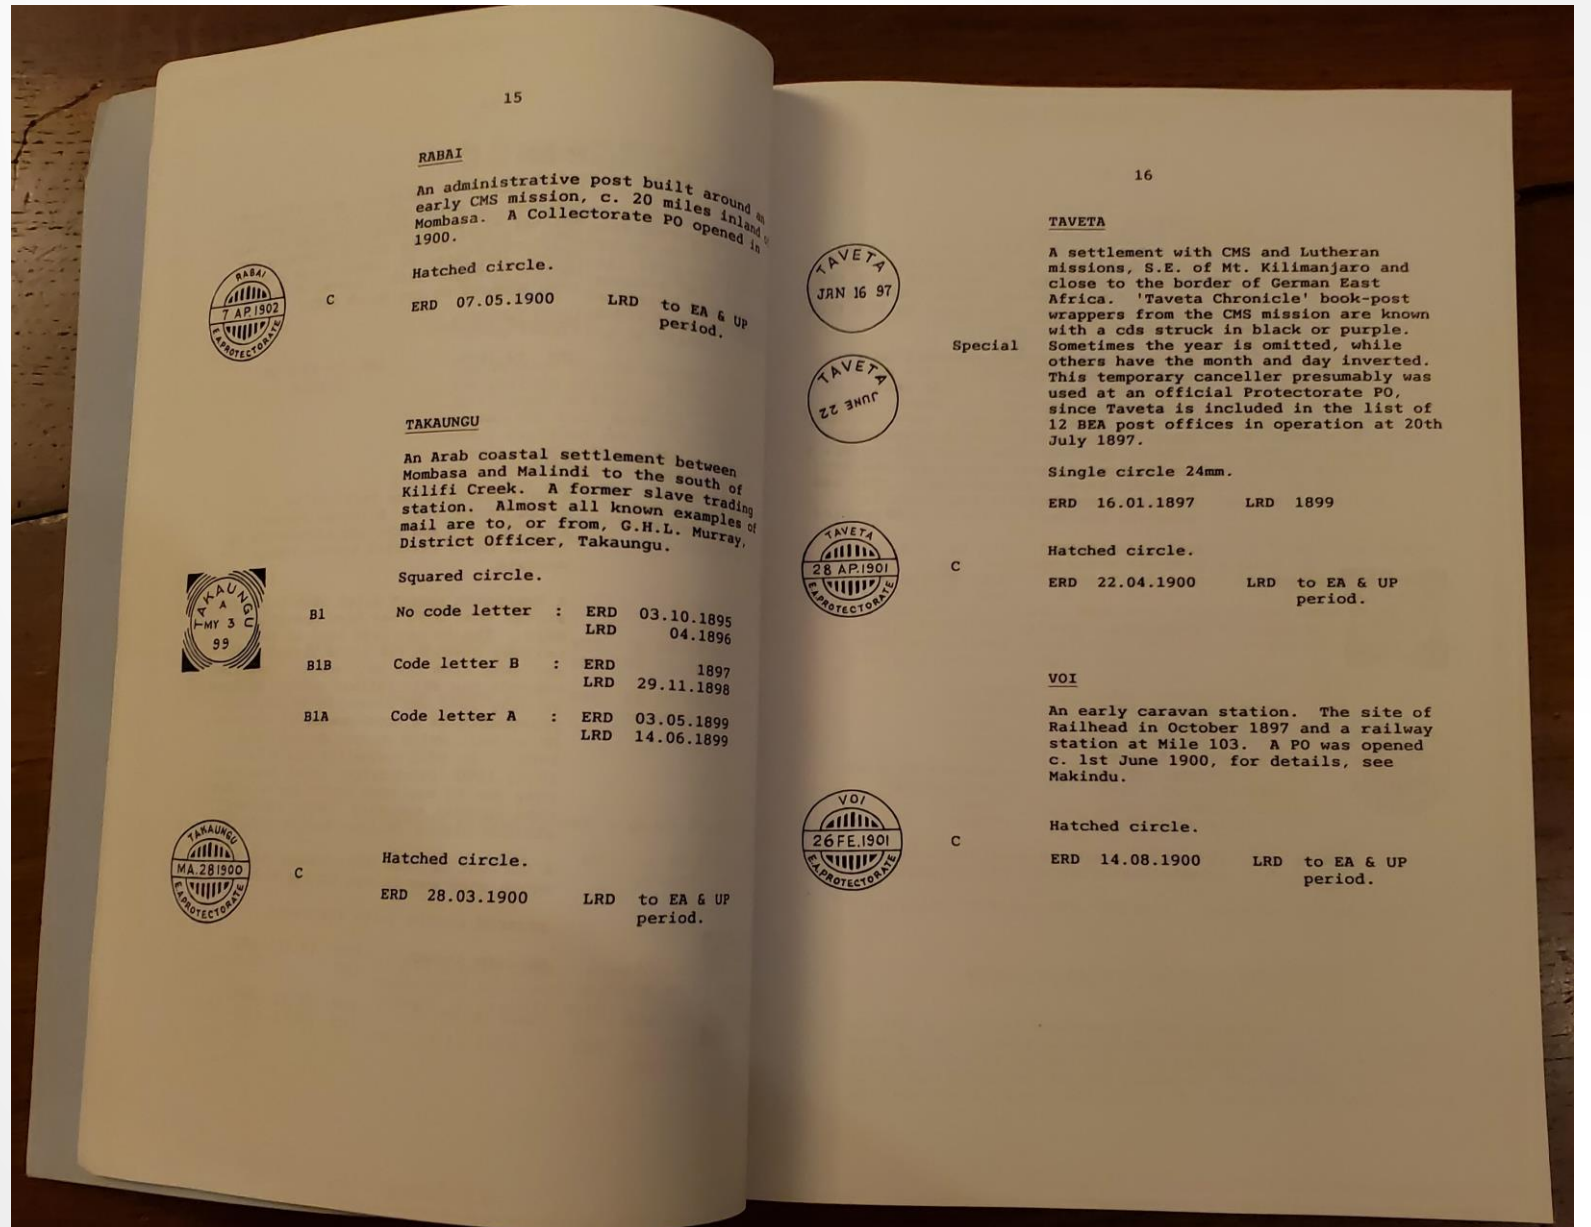 15
RABAI
An administrative post built around an
early CMS mission, c. 20 miles inland
Mombasa. A Collectorate PO opened in
1900.
Hatched circle.
RABAI
7 AP.1902
E.A.PROTECTORATE
C
ERD 07.05.1900 LRD to EA & UP
period.
TAKAUNGU
An Arab coastal settlement between
Mombasa and Malindi to the south of
Kilifi Creek. A former slave trading
station. Almost all known examples of
mail are to, or from, G.H.L. Murray,
District Officer, Takaungu.
Squared circle.
TAKAUNGU
A
MY 3
99
B1 No code letter : ERD 03.10.1895
LRD 04.1896
B1B Code letter B : ERD 1897
LRD 29.11.1898
B1A Code letter A : ERD 03.05.1899
LRD 14.06.1899
TAKAUNGU
MA.28 1900
E.A.PROTECTORATE
C
Hatched circle.
ERD 28.03.1900 LRD to EA & UP
period.
16
TAVETA
TAVETA
JAN 16 97
TAVETA
JUNE 22
Special
A settlement with CMS and Lutheran
missions, S.E. of Mt. Kilimanjaro and
close to the border of German East
Africa. 'Taveta Chronicle' book-post
wrappers from the CMS mission are known
with a cds struck in black or purple.
Sometimes the year is omitted, while
others have the month and day inverted.
This temporary canceller presumably was
used at an official Protectorate PO,
since Taveta is included in the list of
12 BEA post offices in operation at 20th
July 1897.
Single circle 24mm.
ERD 16.01.1897 LRD 1899
TAVETA
28 AP.1901
E.A.PROTECTORATE
C
Hatched circle.
ERD 22.04.1900 LRD to EA & UP
period.
VOI
An early caravan station. The site of
Railhead in October 1897 and a railway
station at Mile 103. A PO was opened
c. 1st June 1900, for details, see
Makindu.
VOI
26 FE.1901
E.A.PROTECTORATE
C
Hatched circle.
ERD 14.08.1900 LRD to EA & UP
period.